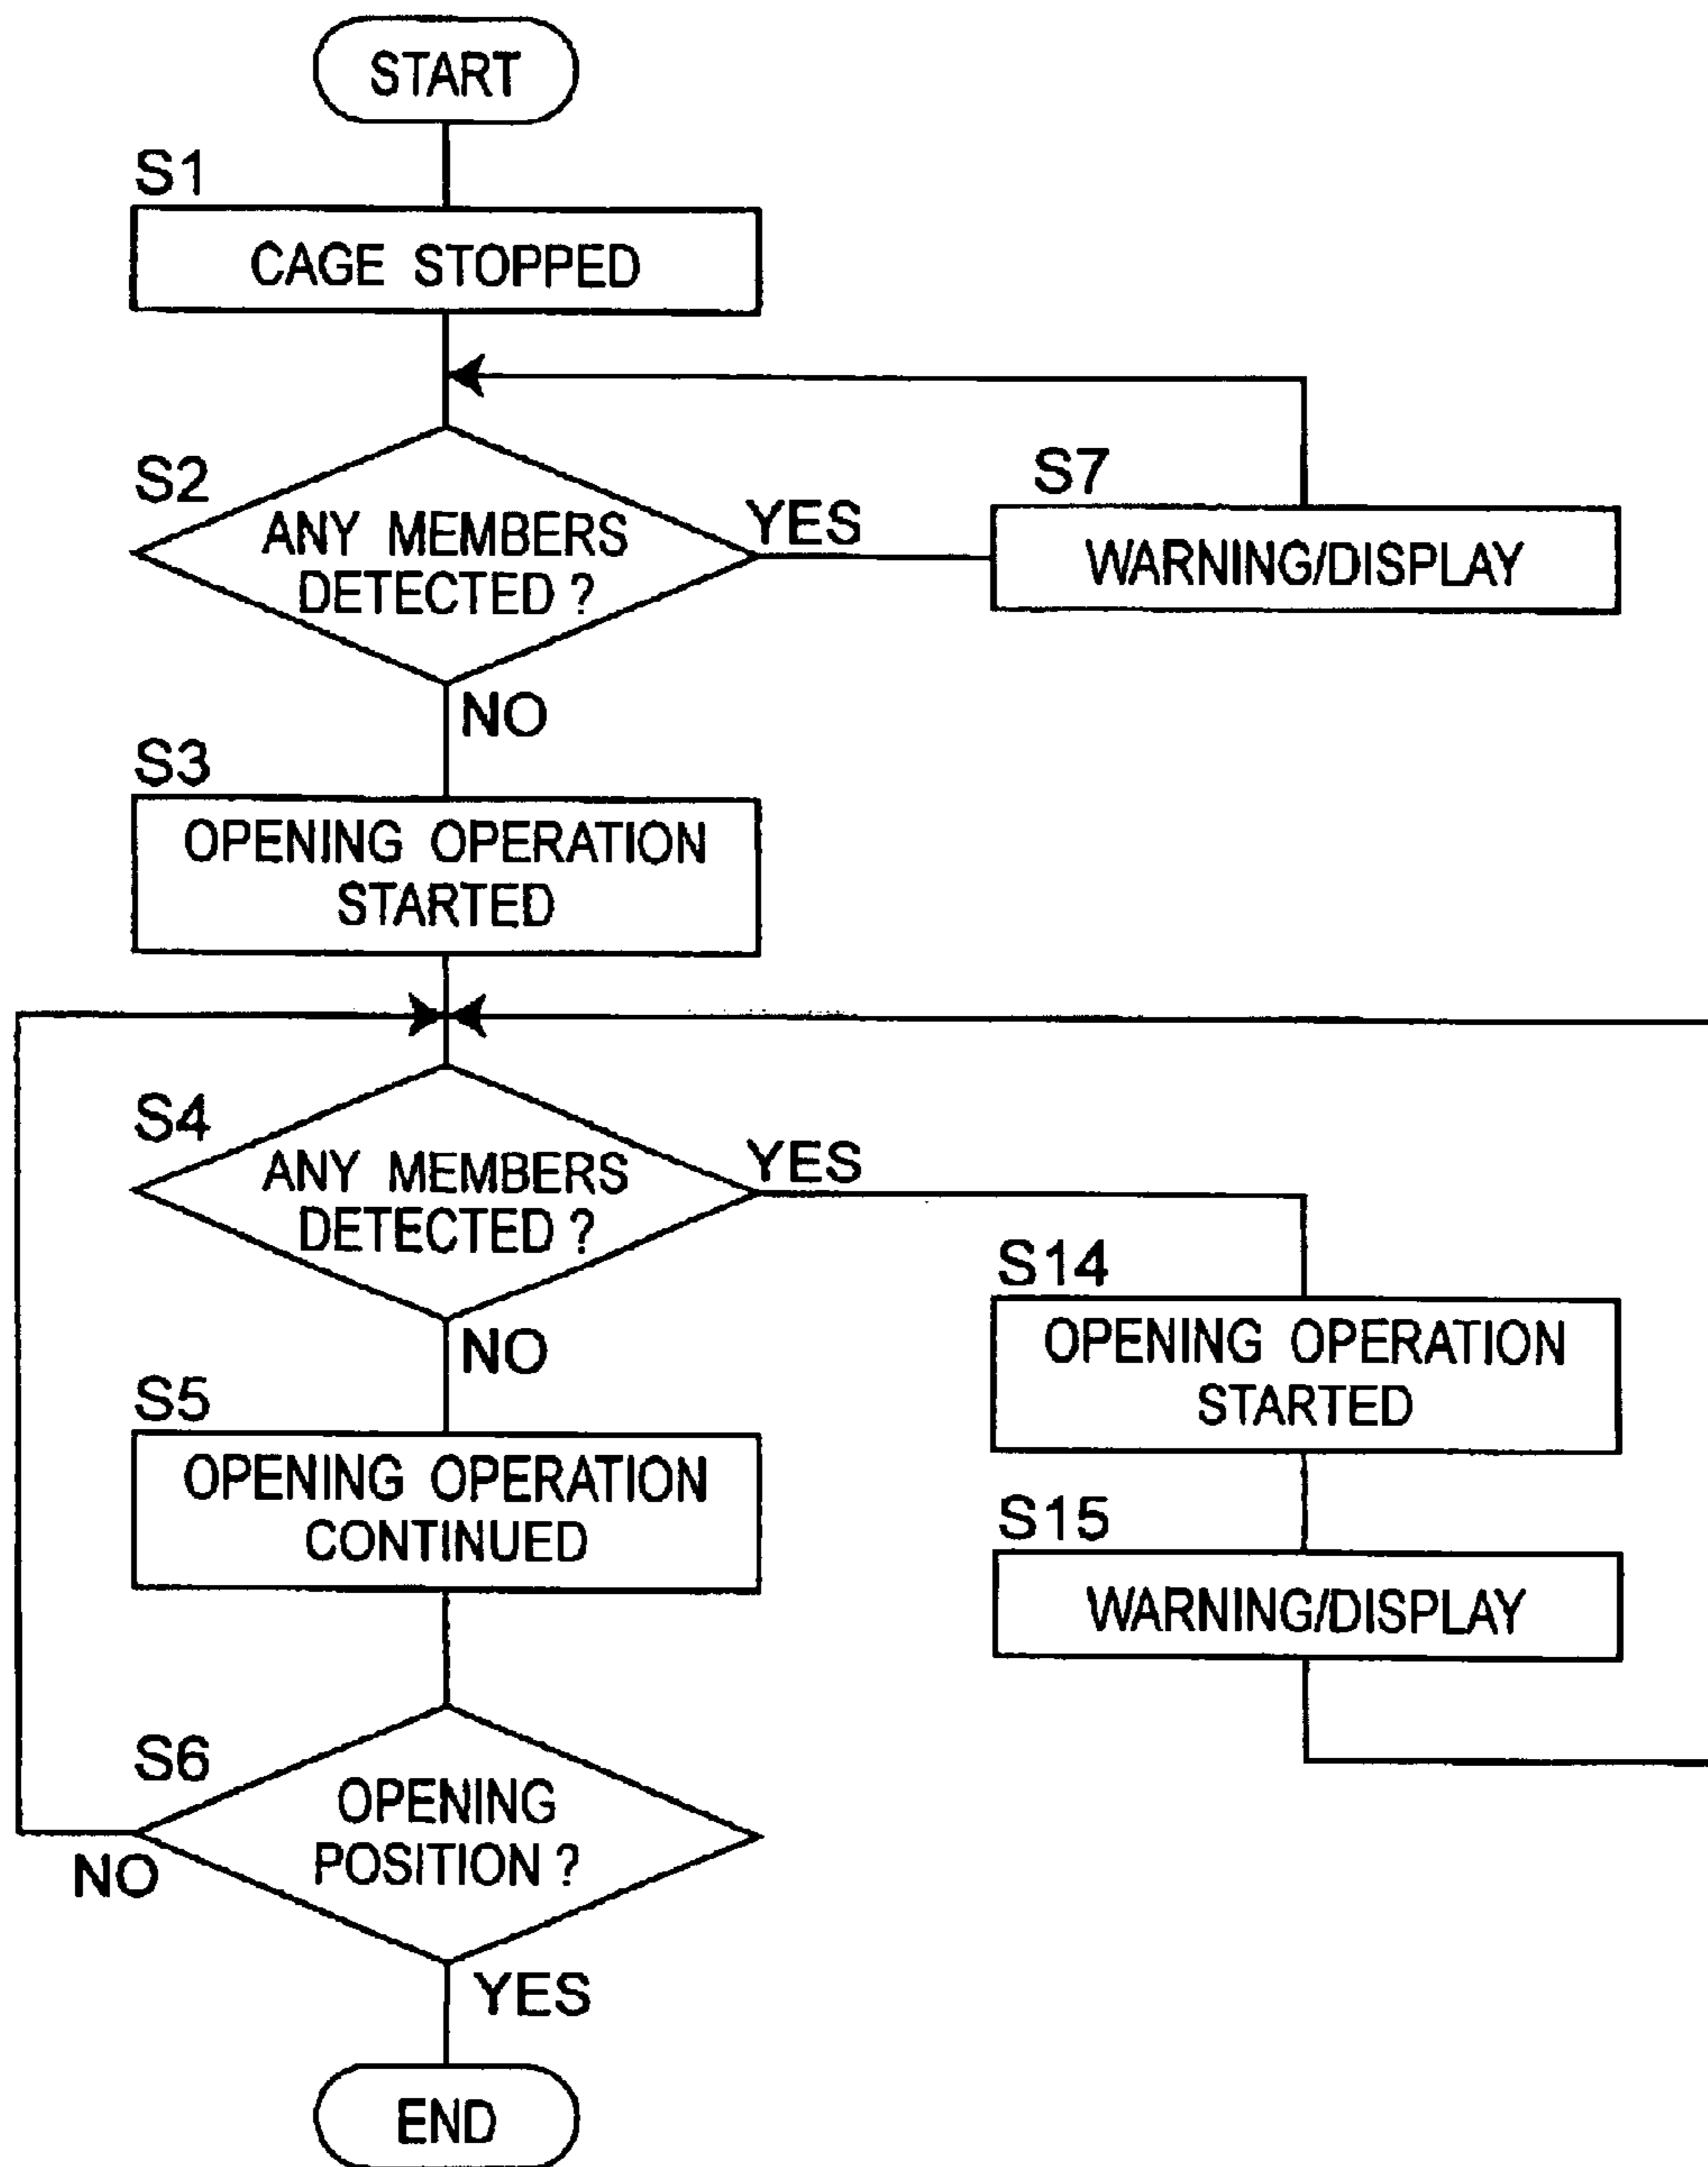 START
S1
CAGE STOPPED
S2
ANY MEMBERS
DETECTED ?
YES
S7
WARNING/DISPLAY
NO
S3
OPENING OPERATION
STARTED
S4
ANY MEMBERS
DETECTED ?
YES
S14
OPENING OPERATION
STARTED
NO
S5
OPENING OPERATION
CONTINUED
S15
WARNING/DISPLAY
S6
OPENING
POSITION ?
NO
YES
END